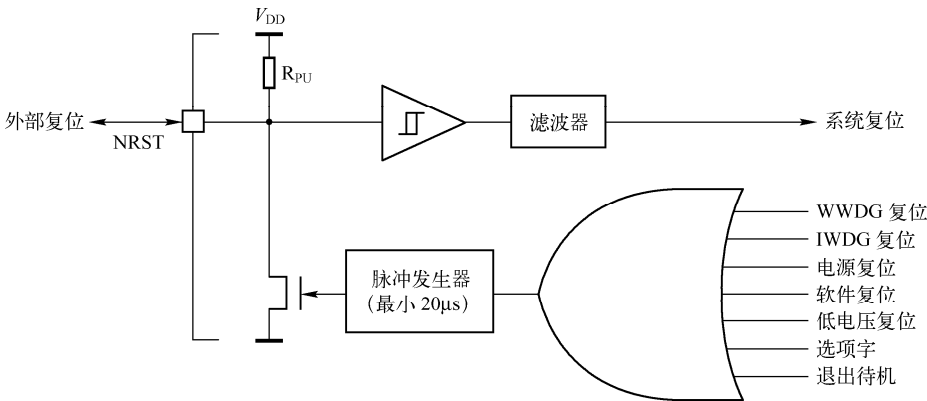 VDD
RPU
外部复位
NRST
滤波器
系统复位
WWDG 复位
IWDG 复位
电源复位
软件复位
低电压复位
选项字
退出待机
脉冲发生器
(最小 20μs)